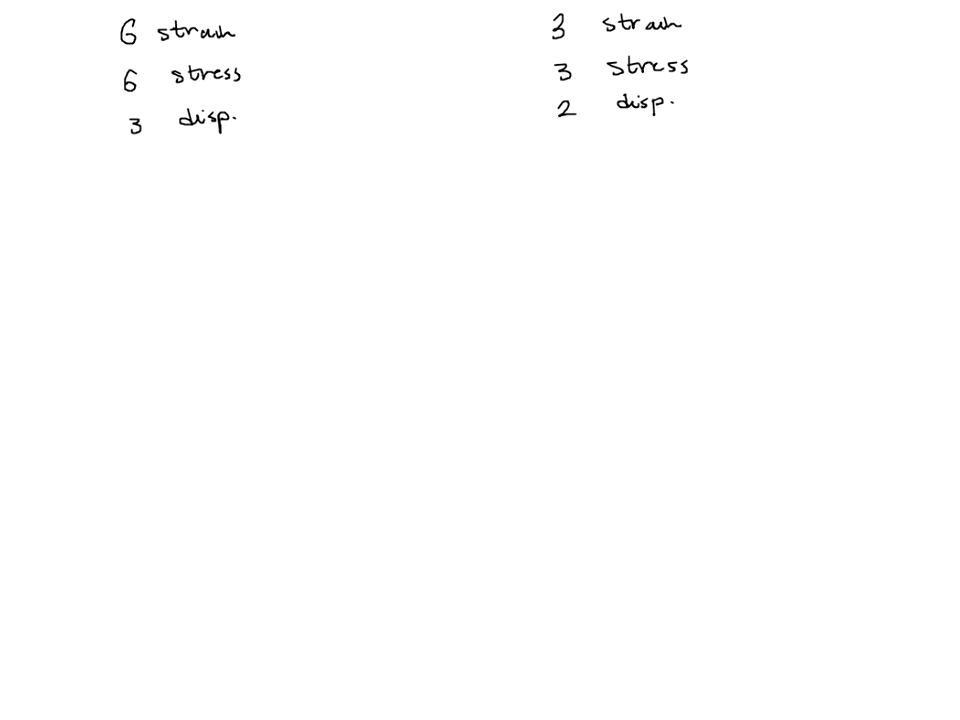 6 strain
6 stress
3 disp.
3 strain
3 stress
2 disp.